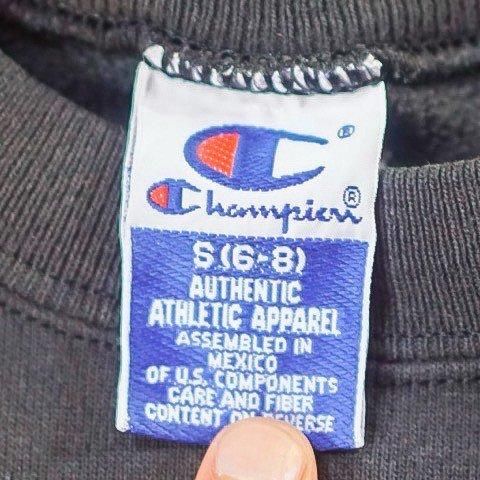 ®
Champion®
S (6-8)
AUTHENTIC
ATHLETIC APPAREL
ASSEMBLED IN
MEXICO
OF U.S. COMPONENTS
CARE AND FIBER
CONTENT ON REVERSE